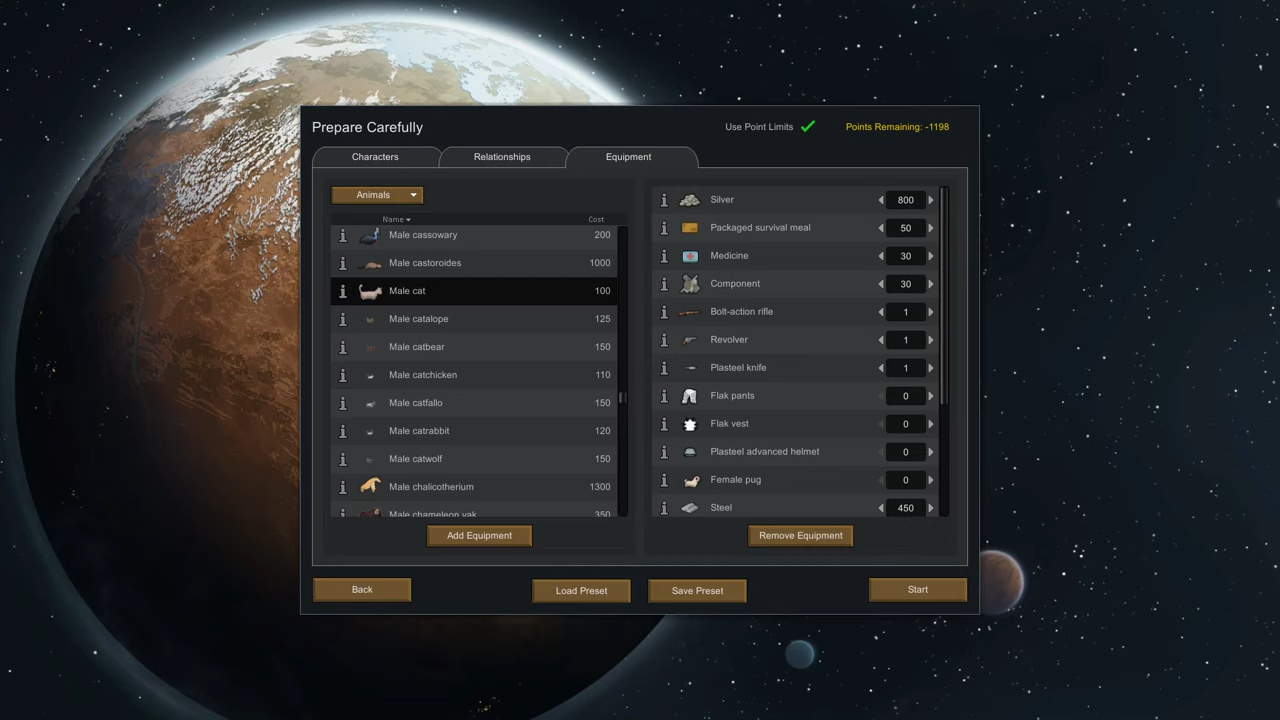 Prepare Carefully
Use Point Limits
Points Remaining: -1198
Characters
Relationships
Equipment
Animals
Name
Cost
Male cassowary 200
Male castoroides 1000
Male cat 100
Male catalope 125
Male catbear 150
Male catchicken 110
Male catfallo 150
Male catrabbit 120
Male catwolf 150
Male chalicotherium 1300
Male chameleon yak 350
Add Equipment
Silver 800
Packaged survival meal 50
Medicine 30
Component 30
Bolt-action rifle 1
Revolver 1
Plasteel knife 1
Flak pants 0
Flak vest 0
Plasteel advanced helmet 0
Female pug 0
Steel 450
Remove Equipment
Back
Load Preset
Save Preset
Start